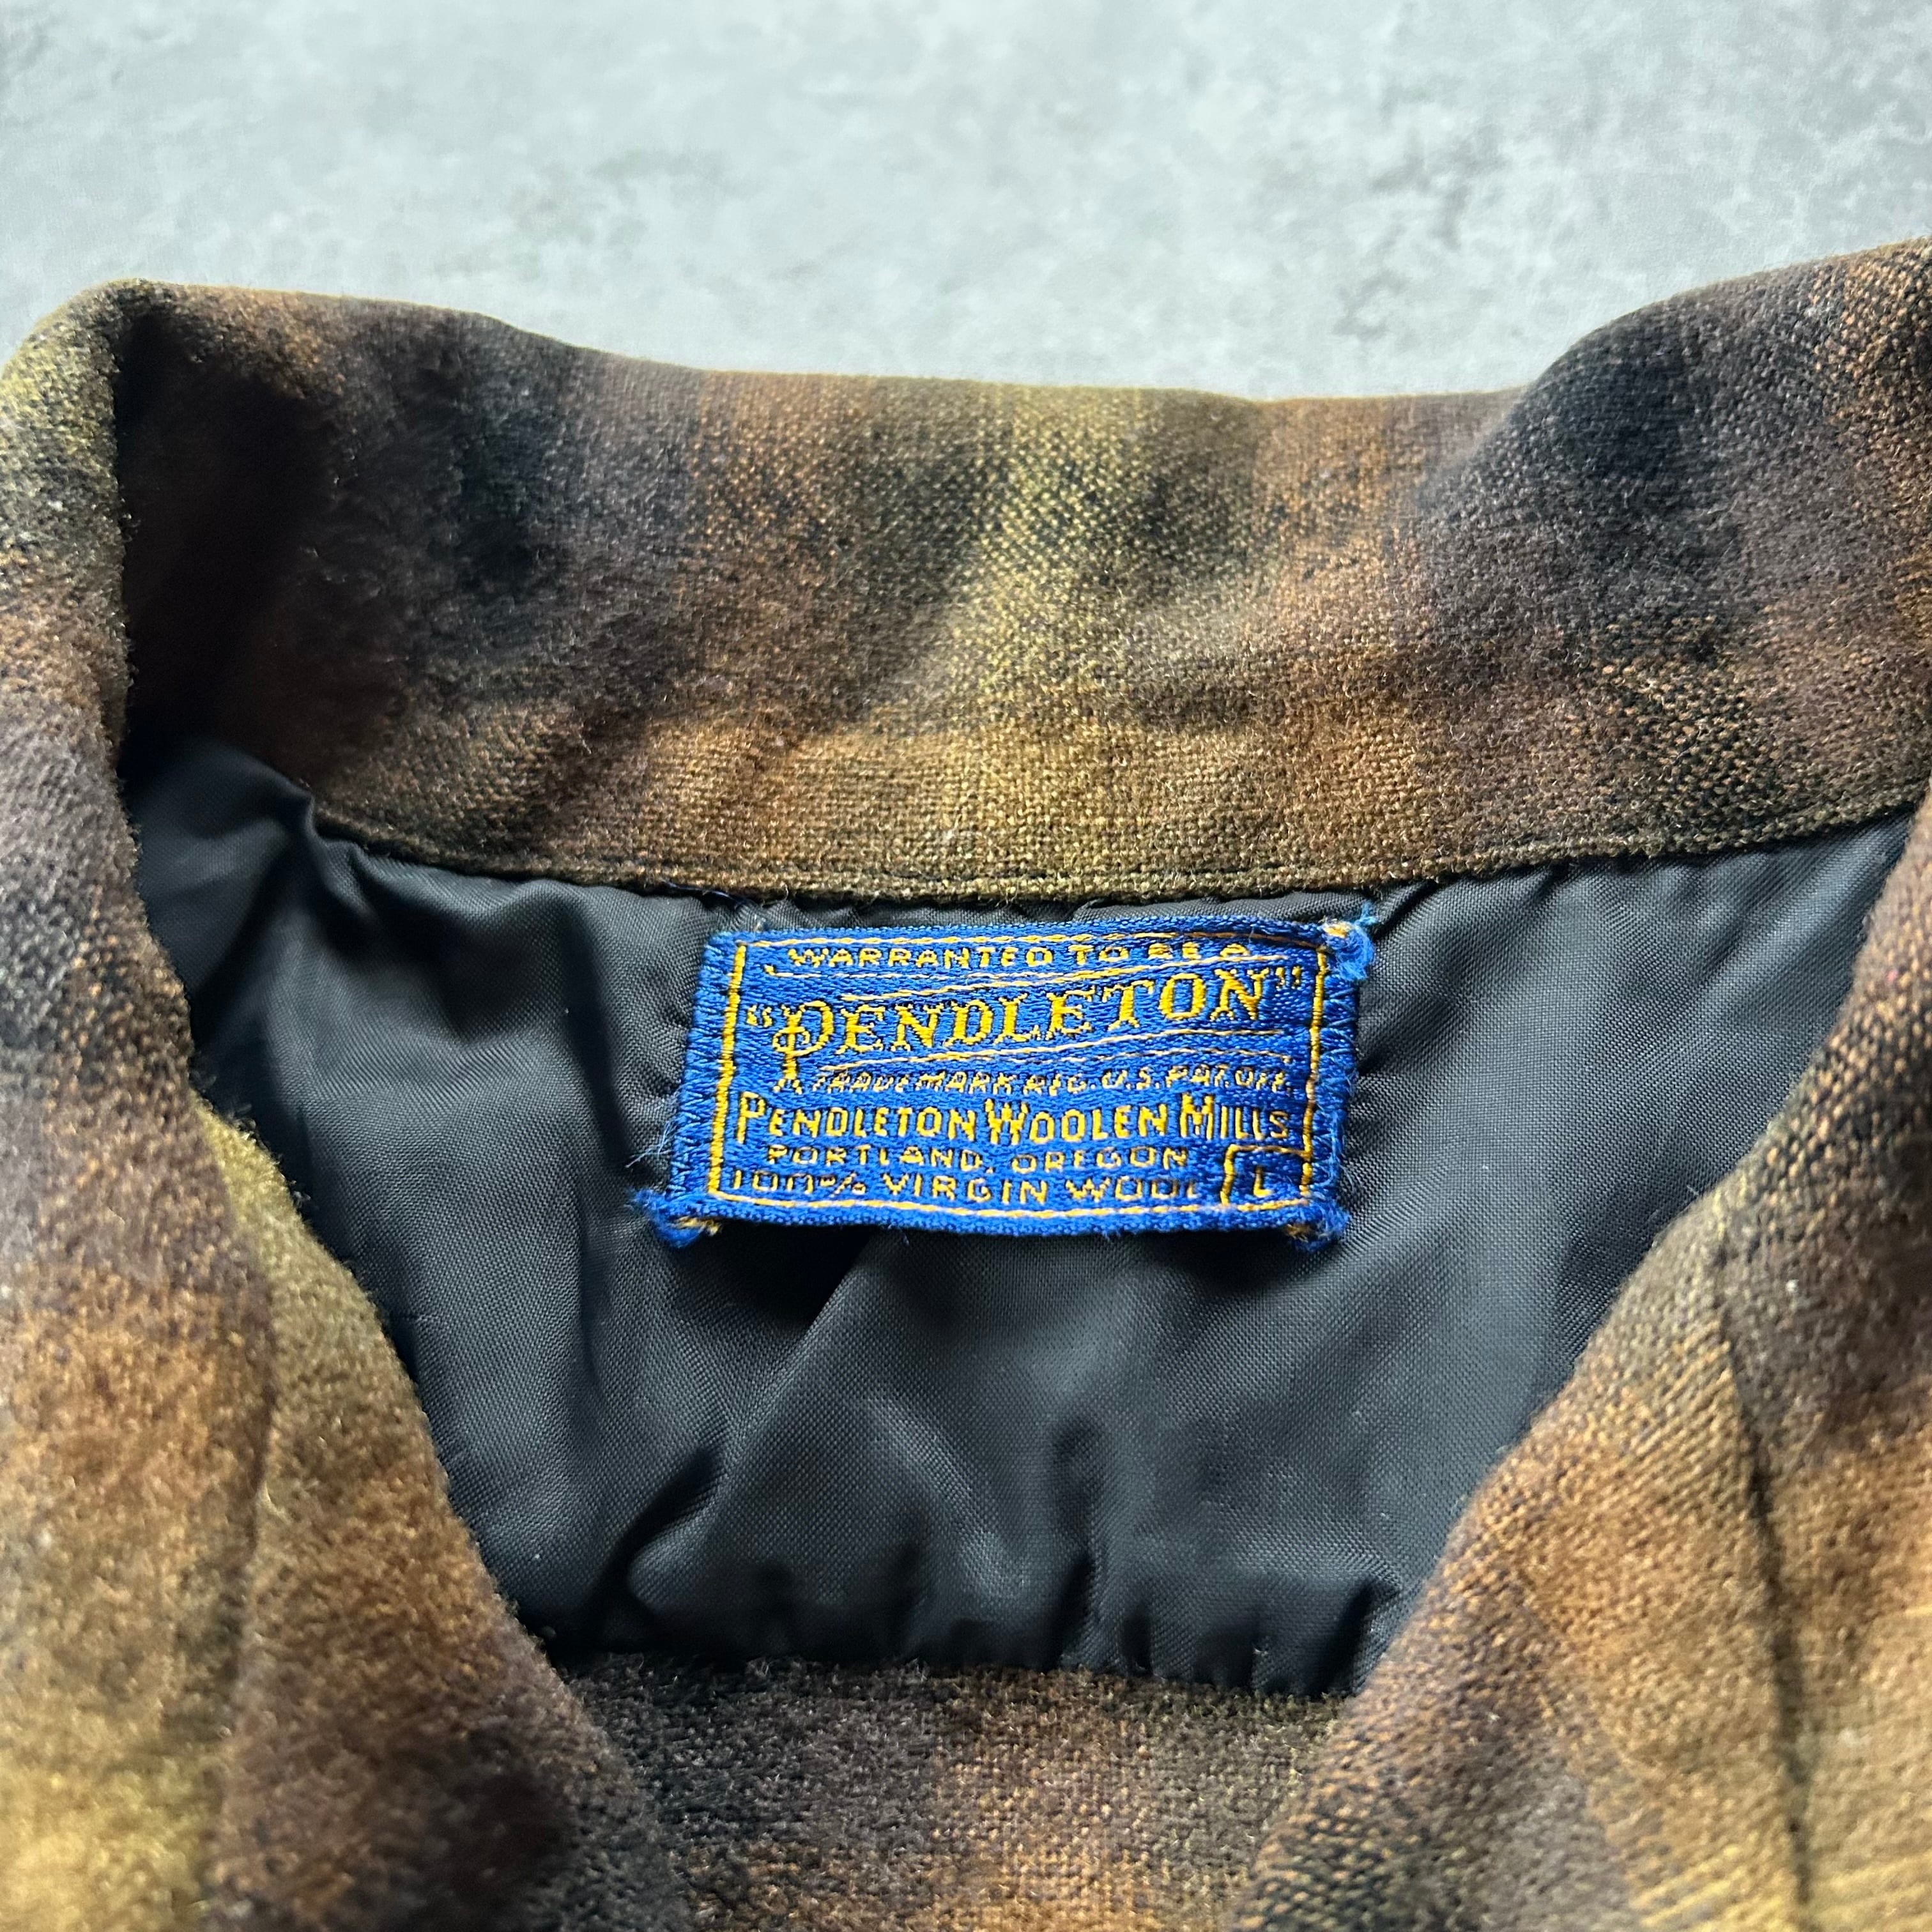 WARRANTED TO BE A
"PENDLETON"
TRADEMARK REG. U.S. PAT. OFF.
PENDLETON WOOLEN MILLS
PORTLAND, OREGON
100% VIRGIN WOOL L